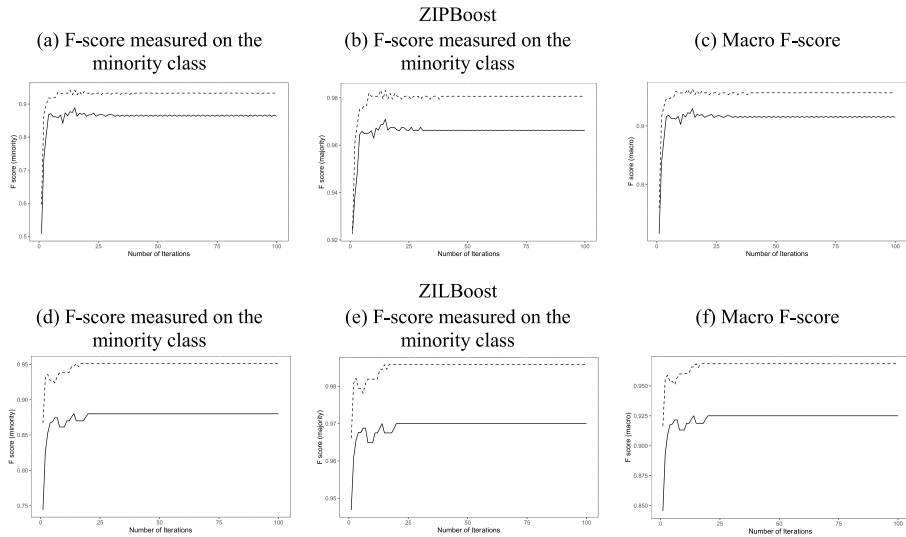 ZIPBoost
(a) F-score measured on the
minority class
(b) F-score measured on the
minority class
(c) Macro F-score
F score (minority)
0.9
0.8
0.7
0.6
0.5
0
25
50
75
100
Number of Iterations
F score (majority)
0.98
0.96
0.94
0.92
0
25
50
75
100
Number of Iterations
F score (macro)
0.9
0.8
0
25
50
75
100
Number of Iterations
ZILBoost
(d) F-score measured on the
minority class
(e) F-score measured on the
minority class
(f) Macro F-score
F score (minority)
0.95
0.90
0.85
0.80
0.75
0
25
50
75
100
Number of Iterations
F score (majority)
0.98
0.97
0.96
0.95
0
25
50
75
100
Number of Iterations
F score (macro)
0.950
0.925
0.900
0.875
0.850
0
25
50
75
100
Number of Iterations